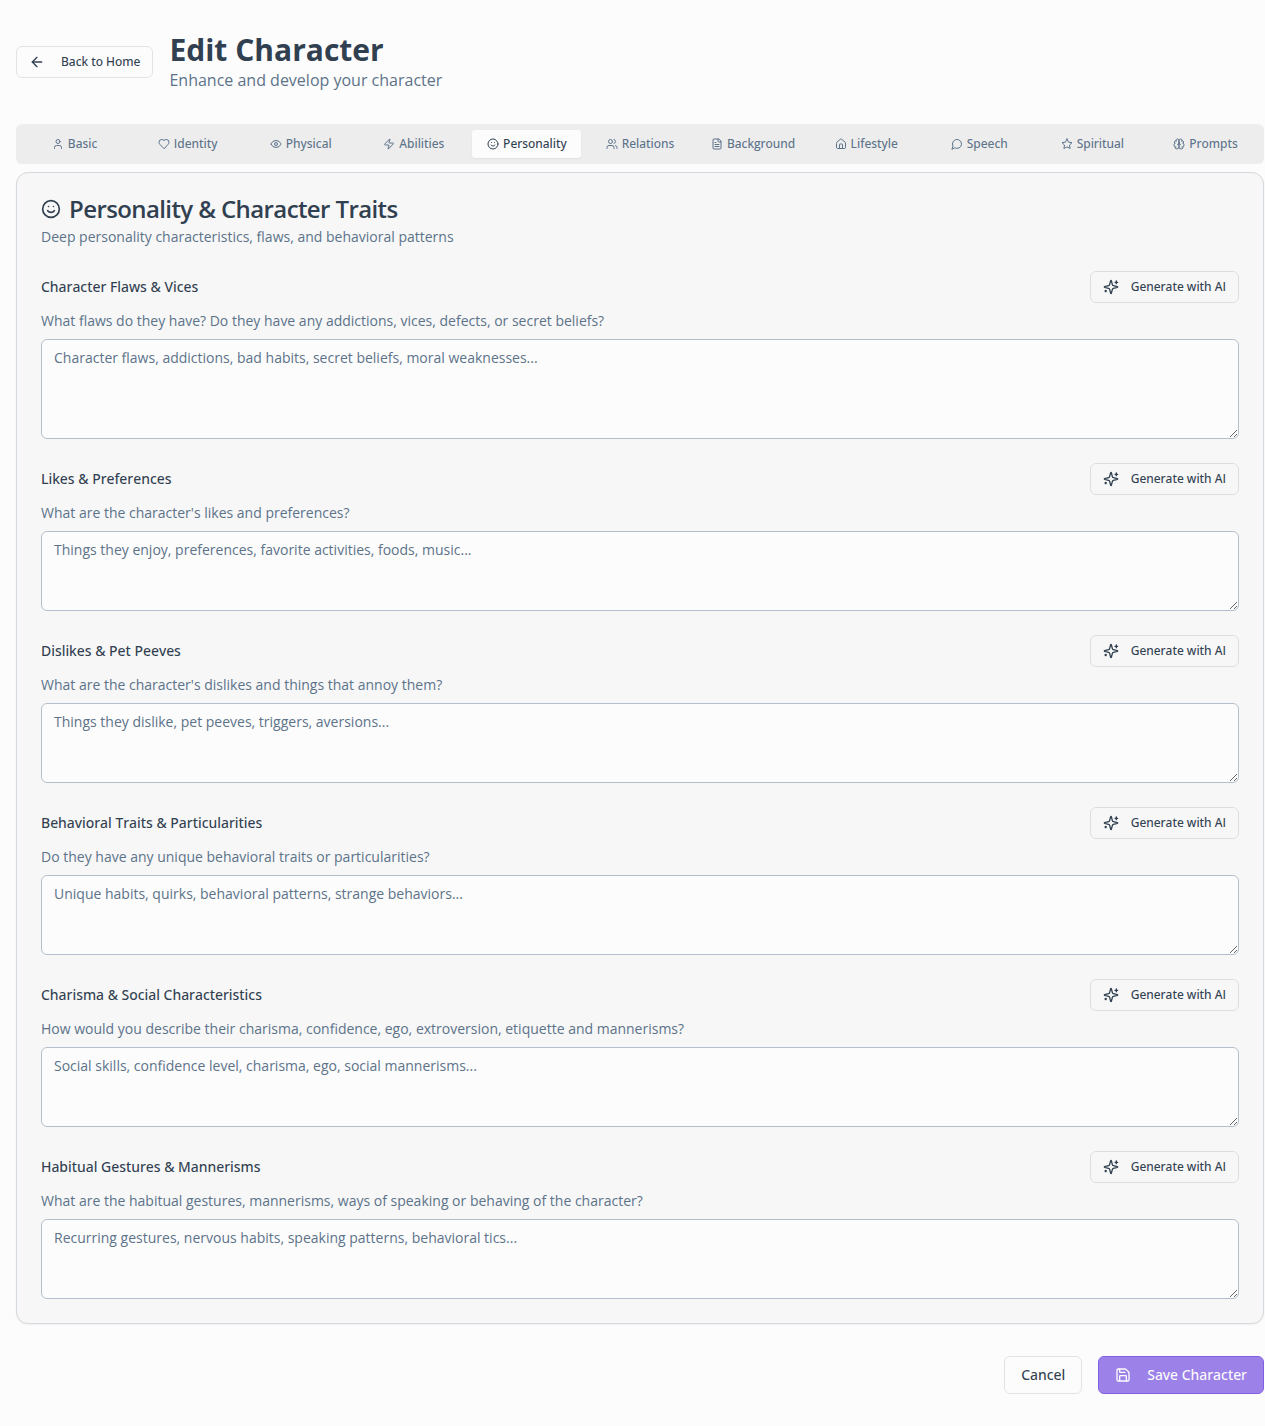 Back to Home
Edit Character
Enhance and develop your character
Basic
Identity
Physical
Abilities
Personality
Relations
Background
Lifestyle
Speech
Spiritual
Prompts
Personality & Character Traits
Deep personality characteristics, flaws, and behavioral patterns
Character Flaws & Vices
Generate with AI
What flaws do they have? Do they have any addictions, vices, defects, or secret beliefs?
Character flaws, addictions, bad habits, secret beliefs, moral weaknesses...
Likes & Preferences
Generate with AI
What are the character's likes and preferences?
Things they enjoy, preferences, favorite activities, foods, music...
Dislikes & Pet Peeves
Generate with AI
What are the character's dislikes and things that annoy them?
Things they dislike, pet peeves, triggers, aversions...
Behavioral Traits & Particularities
Generate with AI
Do they have any unique behavioral traits or particularities?
Unique habits, quirks, behavioral patterns, strange behaviors...
Charisma & Social Characteristics
Generate with AI
How would you describe their charisma, confidence, ego, extroversion, etiquette and mannerisms?
Social skills, confidence level, charisma, ego, social mannerisms...
Habitual Gestures & Mannerisms
Generate with AI
What are the habitual gestures, mannerisms, ways of speaking or behaving of the character?
Recurring gestures, nervous habits, speaking patterns, behavioral tics...
Cancel
Save Character